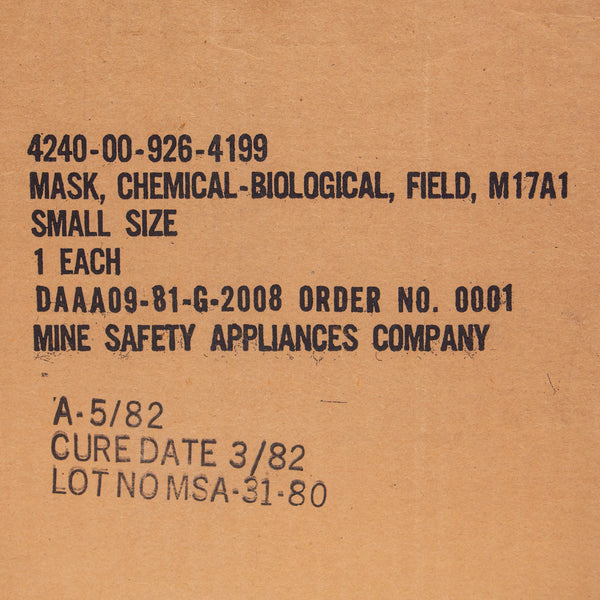 4240-00-926-4199
MASK, CHEMICAL-BIOLOGICAL, FIELD, M17A1
SMALL SIZE
1 EACH
DAAA09-81-G-2008 ORDER NO. 0001
MINE SAFETY APPLIANCES COMPANY
A-5/82
CURE DATE 3/82
LOT NO MSA-31-80